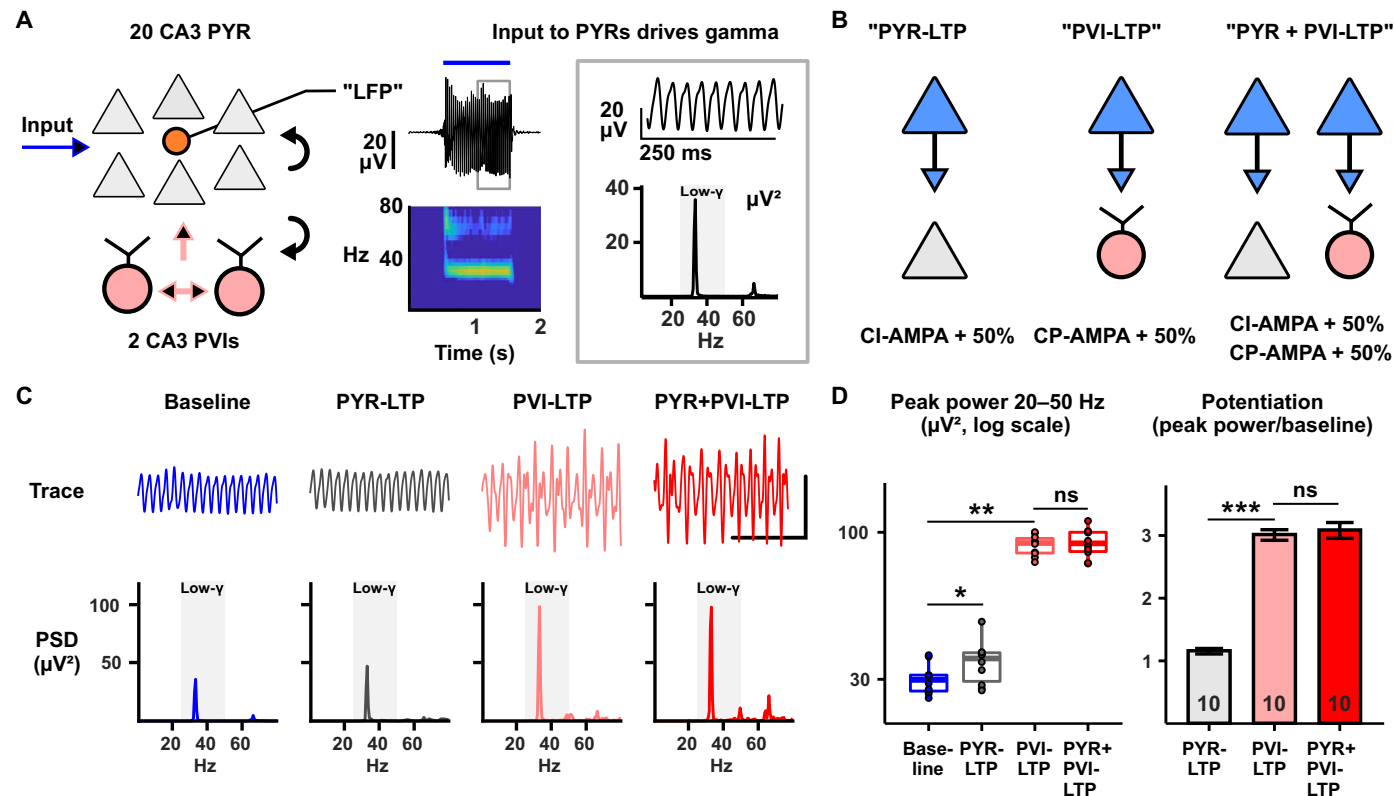 A
20 CA3 PYR
Input to PYRs drives gamma
"LFP"
Input
20
µV
80
Hz
40
1
2
Time (s)
2 CA3 PVIs
20
µV
250 ms
40
Low-γ
µV²
20
20
40
60
Hz
B
"PYR-LTP
"PVI-LTP"
"PYR + PVI-LTP"
CI-AMPA + 50%
CP-AMPA + 50%
CI-AMPA + 50%
CP-AMPA + 50%
C
Baseline
PYR-LTP
PVI-LTP
PYR+PVI-LTP
Trace
PSD
(µV²)
100
50
Low-γ
Low-γ
Low-γ
Low-γ
20 40 60
20 40 60
20 40 60
20 40 60
Hz
Hz
Hz
Hz
D
Peak power 20–50 Hz
(µV², log scale)
100
30
**
ns
*
Base-
line
PYR-
LTP
PVI-
LTP
PYR+
PVI-
LTP
Potentiation
(peak power/baseline)
3
2
1
***
ns
10
10
10
PYR-
LTP
PVI-
LTP
PYR+
PVI-
LTP